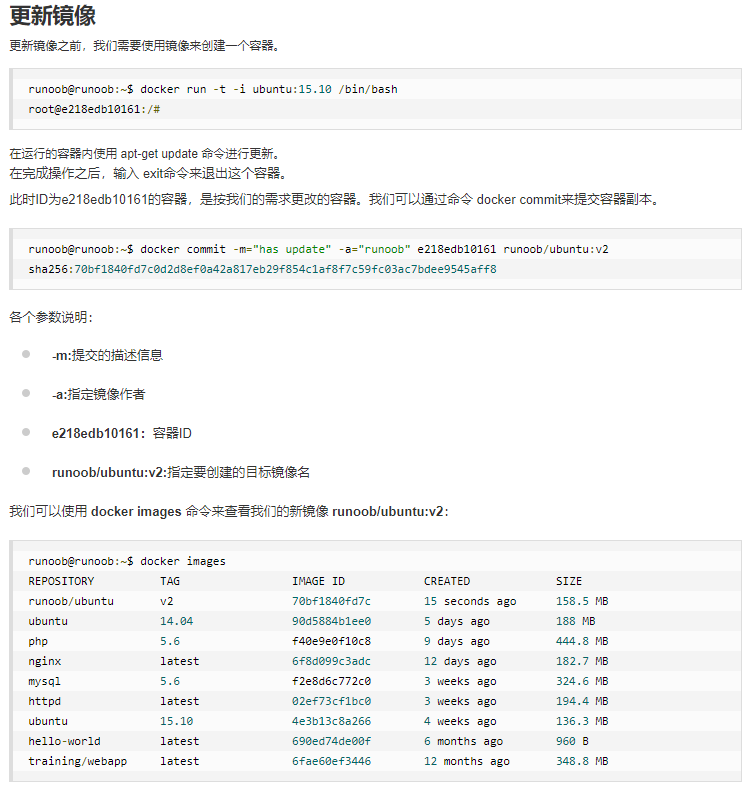 更新镜像
更新镜像之前，我们需要使用镜像来创建一个容器。
runoob@runoob:~$ docker run -t -i ubuntu:15.10 /bin/bash
root@e218edb10161:/#
在运行的容器内使用 apt-get update 命令进行更新。
在完成操作之后，输入 exit命令来退出这个容器。
此时ID为e218edb10161的容器，是按我们的需求更改的容器。我们可以通过命令 docker commit来提交容器副本。
runoob@runoob:~$ docker commit -m="has update" -a="runoob" e218edb10161 runoob/ubuntu:v2
sha256:70bf1840fd7c0d2d8ef0a42a817eb29f854c1af8f7c59fc03ac7bdee9545aff8
各个参数说明：
-m:提交的描述信息
-a:指定镜像作者
e218edb10161：容器ID
runoob/ubuntu:v2:指定要创建的目标镜像名
我们可以使用 docker images 命令来查看我们的新镜像 runoob/ubuntu:v2：
runoob@runoob:~$ docker images
REPOSITORY TAG IMAGE ID CREATED SIZE
runoob/ubuntu v2 70bf1840fd7c 15 seconds ago 158.5 MB
ubuntu 14.04 90d5884b1ee0 5 days ago 188 MB
php 5.6 f40e9e0f10c8 9 days ago 444.8 MB
nginx latest 6f8d099c3adc 12 days ago 182.7 MB
mysql 5.6 f2e8d6c772c0 3 weeks ago 324.6 MB
httpd latest 02ef73cf1bc0 3 weeks ago 194.4 MB
ubuntu 15.10 4e3b13c8a266 4 weeks ago 136.3 MB
hello-world latest 690ed74de00f 6 months ago 960 B
training/webapp latest 6fae60ef3446 12 months ago 348.8 MB